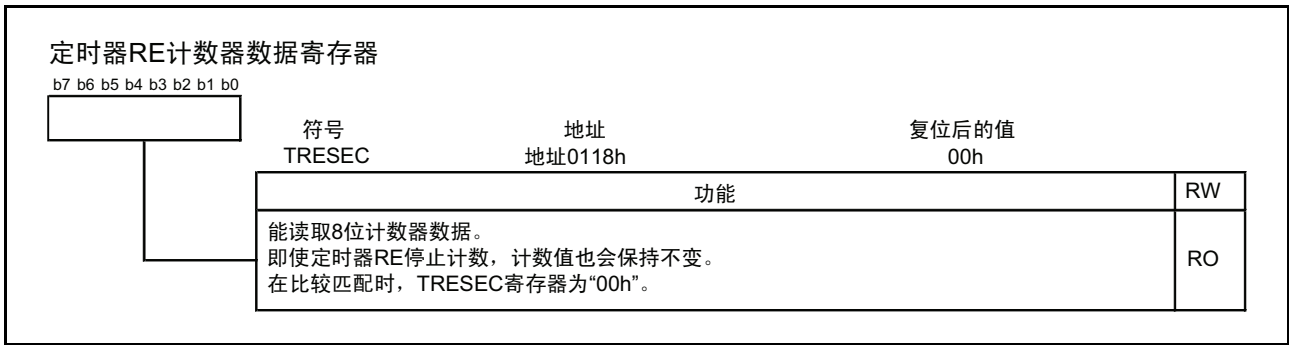 定时器RE计数器数据寄存器
b7 b6 b5 b4 b3 b2 b1 b0
符号 地址 复位后的值
TRESEC 地址0118h 00h
功能 RW
能读取8位计数器数据。
即使定时器RE停止计数，计数值也会保持不变。 RO
在比较匹配时，TRESEC寄存器为“00h”。